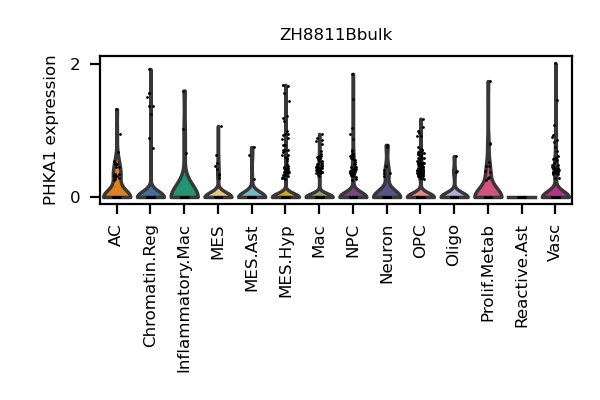 ZH8811Bbulk
PHKA1 expression
2
0
AC
Chromatin.Reg
Inflammatory.Mac
MES
MES.Ast
MES.Hyp
Mac
NPC
Neuron
OPC
Oligo
Prolif.Metab
Reactive.Ast
Vasc